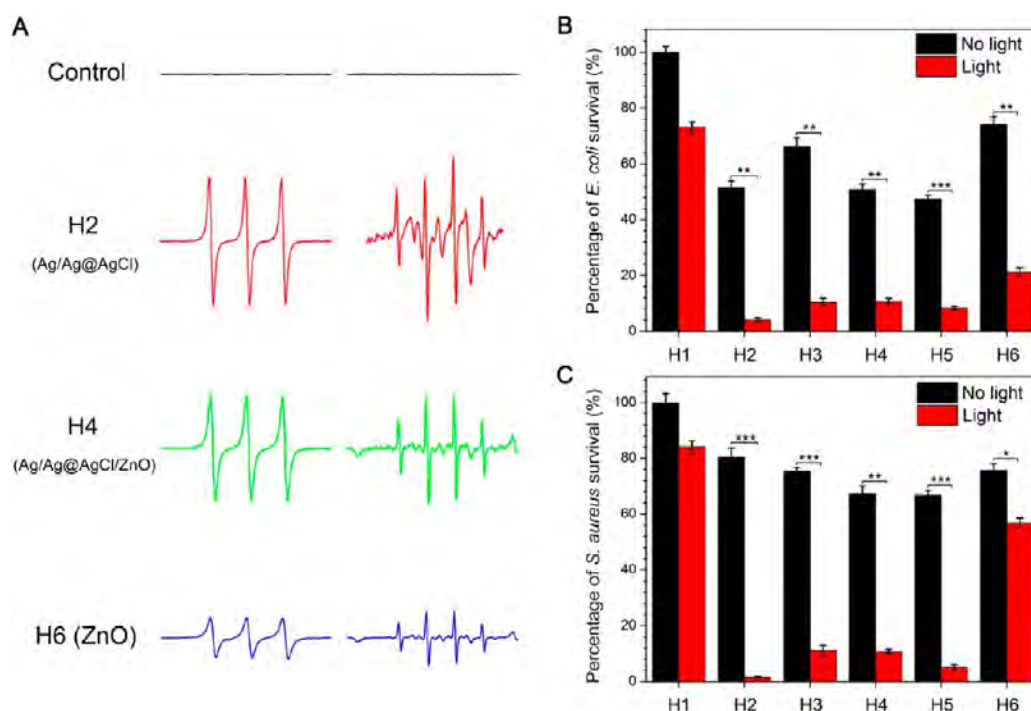 A
Control
H2
(Ag/Ag@AgCl)
H4
(Ag/Ag@AgCl/ZnO)
H6 (ZnO)
B
Percentage of E. coli survival (%)
100
80
60
40
20
0
No light
Light
**
**
**
***
**
H1 H2 H3 H4 H5 H6
C
Percentage of S. aureus survival (%)
100
80
60
40
20
0
No light
Light
***
***
**
***
*
H1 H2 H3 H4 H5 H6